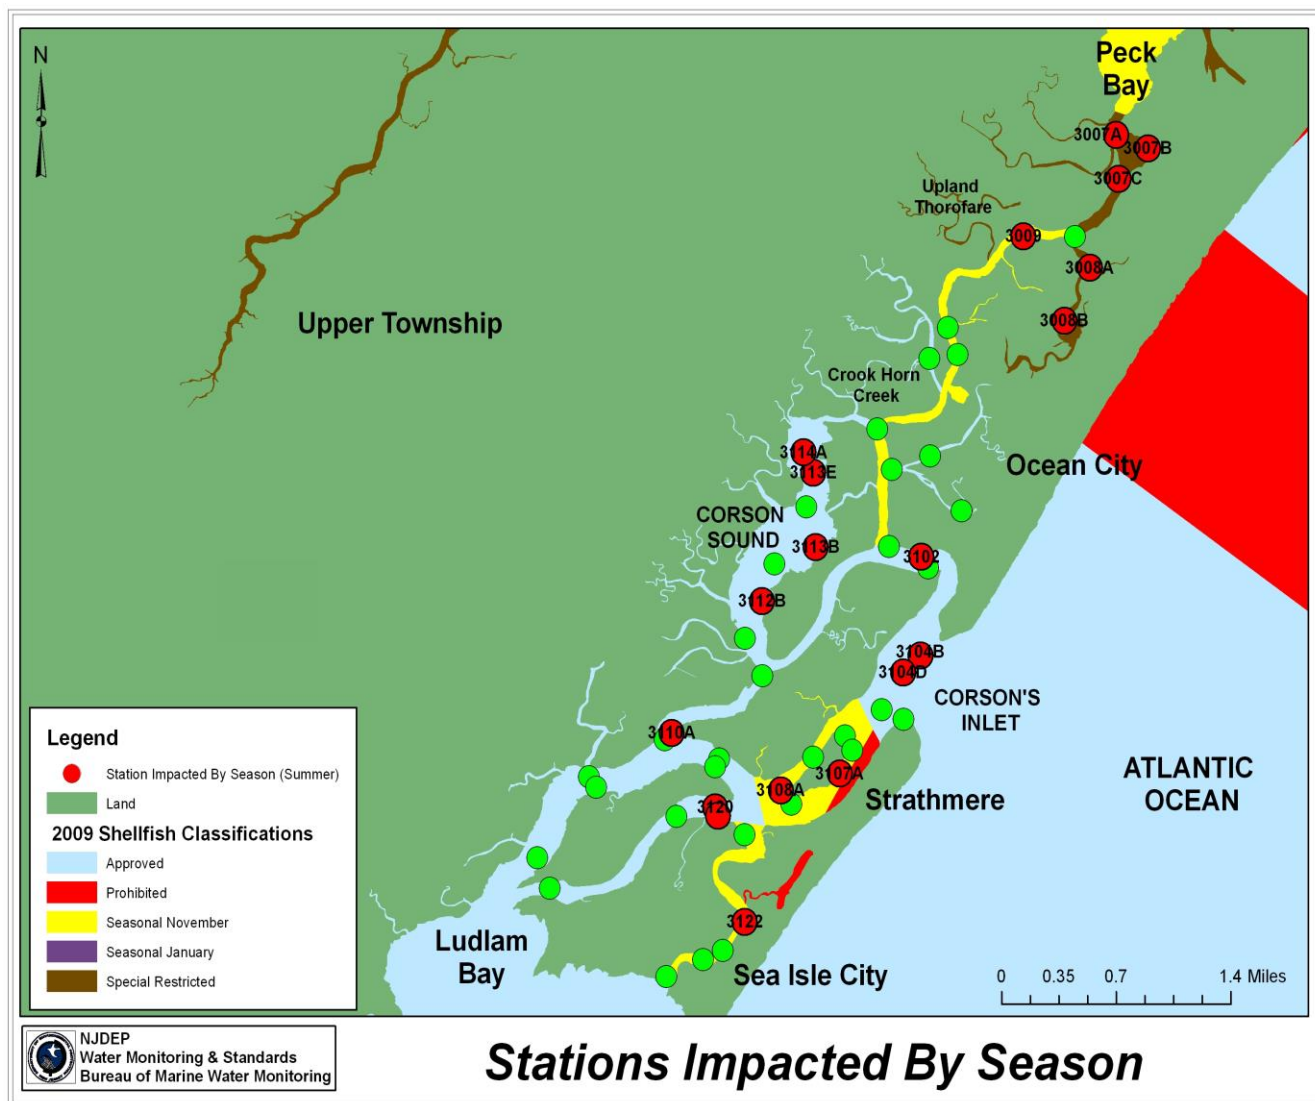 N
Peck
Bay
3007A
3007B
3007C
Upland
Thorofare
3009
3008A
3008B
Upper Township
Crook Horn
Creek
3114A
3113E
Ocean City
CORSON
SOUND
3113B
3102
3112B
3104B
3104D
CORSON'S
INLET
3110A
3107A
3108A
3120
Strathmere
ATLANTIC
OCEAN
3122
Ludlam
Bay
Sea Isle City
0 0.35 0.7 1.4 Miles
Legend
Station Impacted By Season (Summer)
Land
2009 Shellfish Classifications
Approved
Prohibited
Seasonal November
Seasonal January
Special Restricted
NJDEP
Water Monitoring & Standards
Bureau of Marine Water Monitoring
Stations Impacted By Season